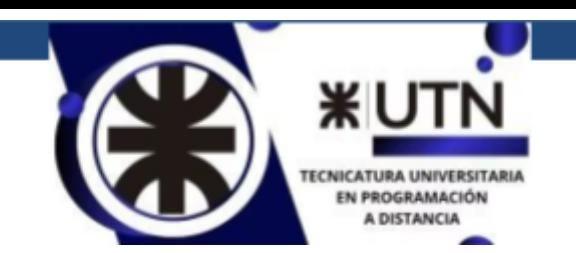 UTN
TECNICATURA UNIVERSITARIA
EN PROGRAMACIÓN
A DISTANCIA